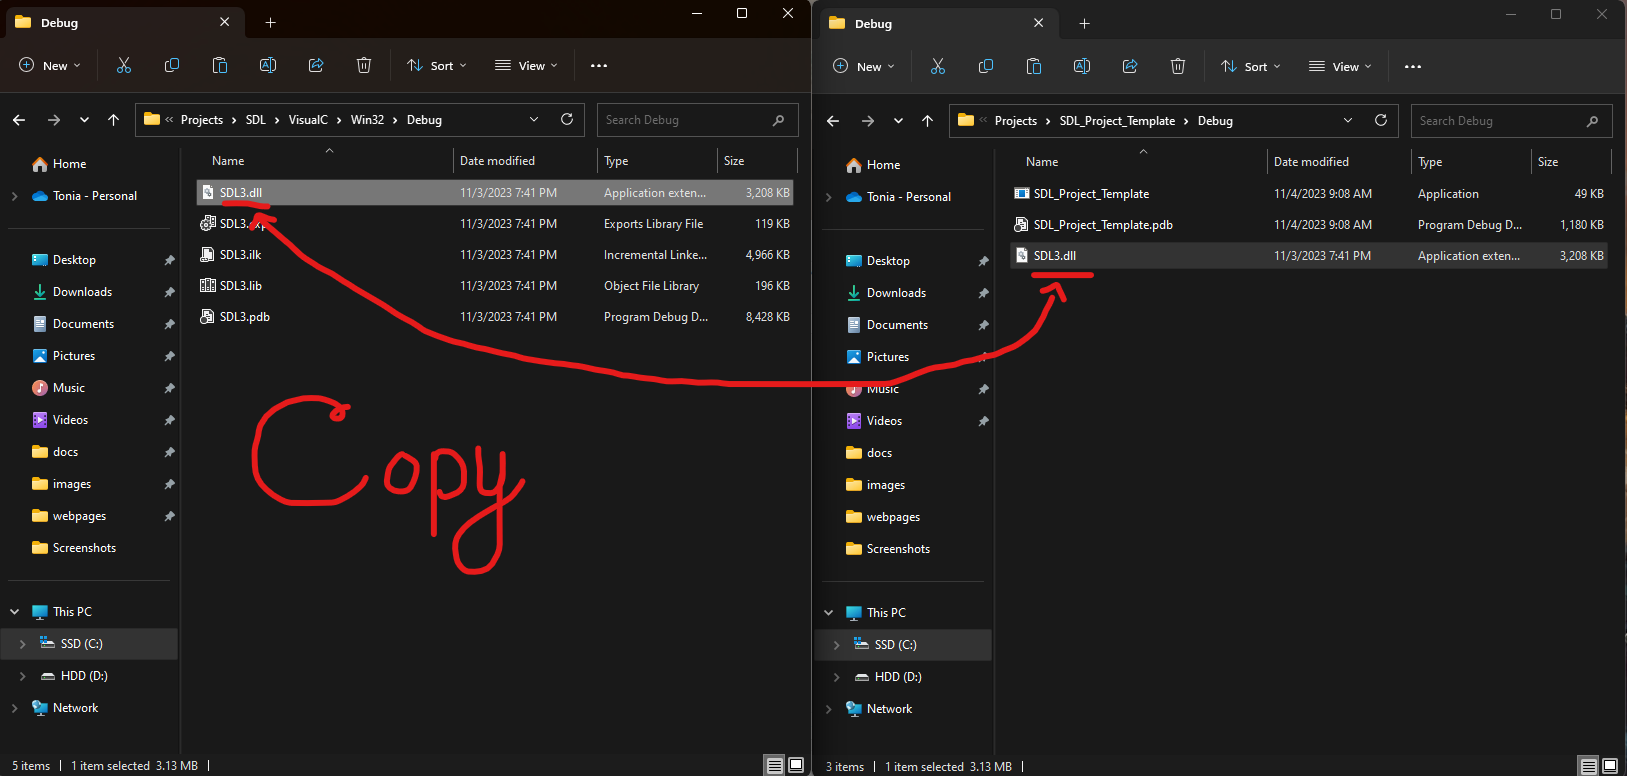 Debug
New
Sort
View
Projects > SDL > VisualC > Win32 > Debug
Search Debug
Home
Tonia - Personal
Desktop
Downloads
Documents
Pictures
Music
Videos
docs
images
webpages
Screenshots
This PC
SSD (C:)
HDD (D:)
Network
Name Date modified Type Size
SDL3.dll 11/3/2023 7:41 PM Application exten... 3,208 KB
SDL3.exp 11/3/2023 7:41 PM Exports Library File 119 KB
SDL3.ilk 11/3/2023 7:41 PM Incremental Linke... 4,966 KB
SDL3.lib 11/3/2023 7:41 PM Object File Library 196 KB
SDL3.pdb 11/3/2023 7:41 PM Program Debug D... 8,428 KB
Copy
5 items 1 item selected 3.13 MB
Debug
New
Sort
View
Projects > SDL_Project_Template > Debug
Search Debug
Home
Tonia - Personal
Desktop
Downloads
Documents
Pictures
Music
Videos
docs
images
webpages
Screenshots
This PC
SSD (C:)
HDD (D:)
Network
Name Date modified Type Size
SDL_Project_Template 11/4/2023 9:08 AM Application 49 KB
SDL_Project_Template.pdb 11/4/2023 9:08 AM Program Debug D... 1,180 KB
SDL3.dll 11/3/2023 7:41 PM Application exten... 3,208 KB
3 items 1 item selected 3.13 MB